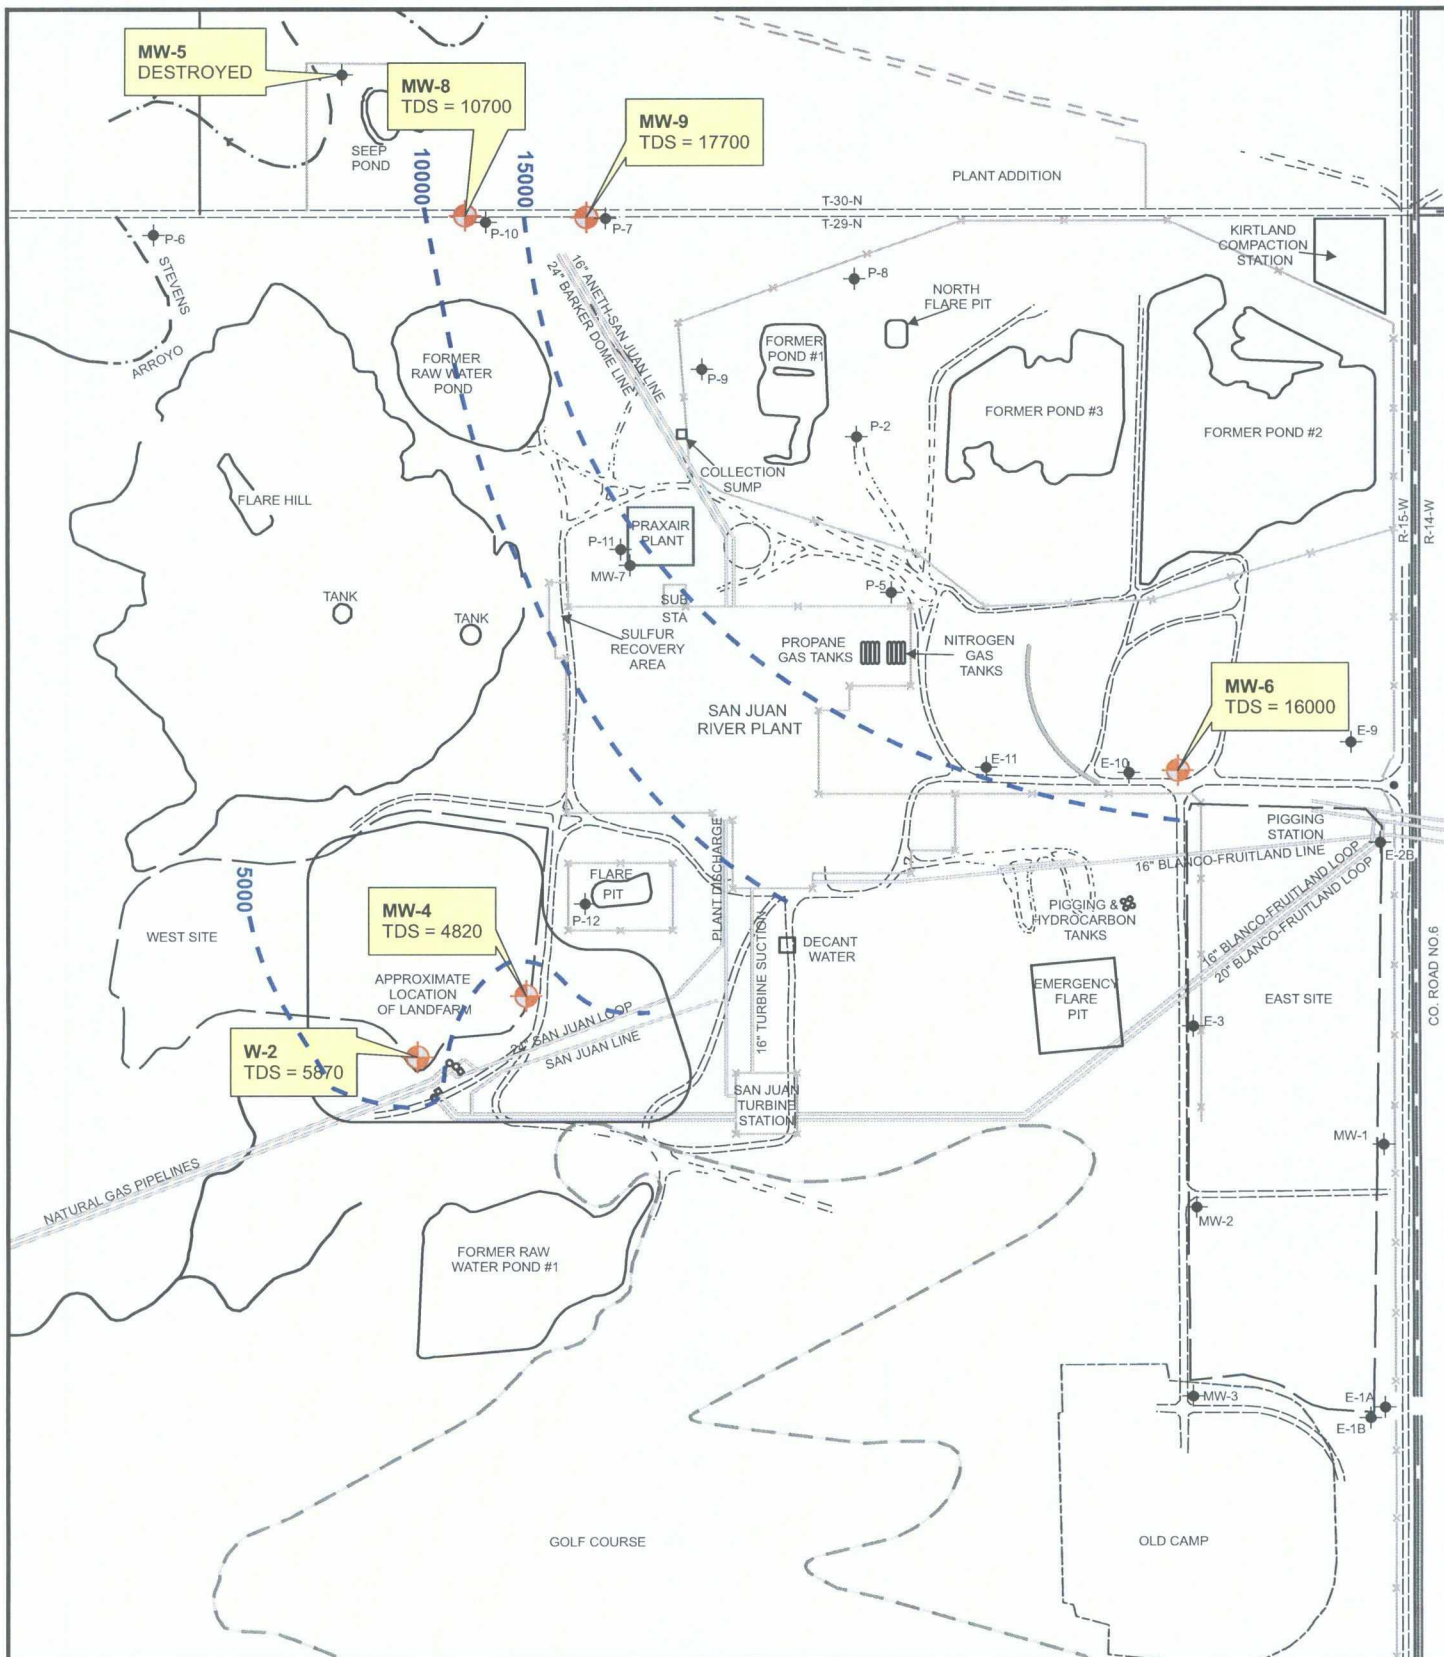 MW-5
DESTROYED
MW-8
TDS = 10700
MW-9
TDS = 17700
SEEP
POND
10000
15000
PLANT ADDITION
T-30-N
T-29-N
P-6
P-10
P-7
STEVENS
ARROYO
KIRTLAND
COMPACTION
STATION
P-8
16" ANETH-SAN JUAN LINE
24" BARKER DOME LINE
NORTH
FLARE PIT
FORMER
RAW WATER
POND
FORMER
POND #1
P-9
FORMER POND #3
FORMER POND #2
P-2
COLLECTION
SUMP
FLARE HILL
PRAXAIR
PLANT
P-11
MW-7
R-15-W
R-14-W
P-5
TANK
TANK
SUB
STA
SULFUR
RECOVERY
AREA
PROPANE
GAS TANKS
NITROGEN
GAS
TANKS
MW-6
TDS = 16000
SAN JUAN
RIVER PLANT
E-9
E-11
E-10
PIGGING
STATION
E-2B
16" BLANCO-FRUITLAND LINE
PLANT DISCHARGE
FLARE
PIT
P-12
5000
MW-4
TDS = 4820
WEST SITE
PIGGING &
HYDROCARBON
TANKS
16" BLANCO-FRUITLAND LOOP
20" BLANCO-FRUITLAND LOOP
DECANT
WATER
16" TURBINE SUCTION
CO. ROAD NO.6
APPROXIMATE
LOCATION
OF LANDFARM
EMERGENCY
FLARE
PIT
EAST SITE
E-3
24" SAN JUAN LOOP
SAN JUAN LINE
W-2
TDS = 5870
SAN JUAN
TURBINE
STATION
MW-1
NATURAL GAS PIPELINES
MW-2
FORMER RAW
WATER POND #1
MW-3
E-1A
E-1B
GOLF COURSE
OLD CAMP